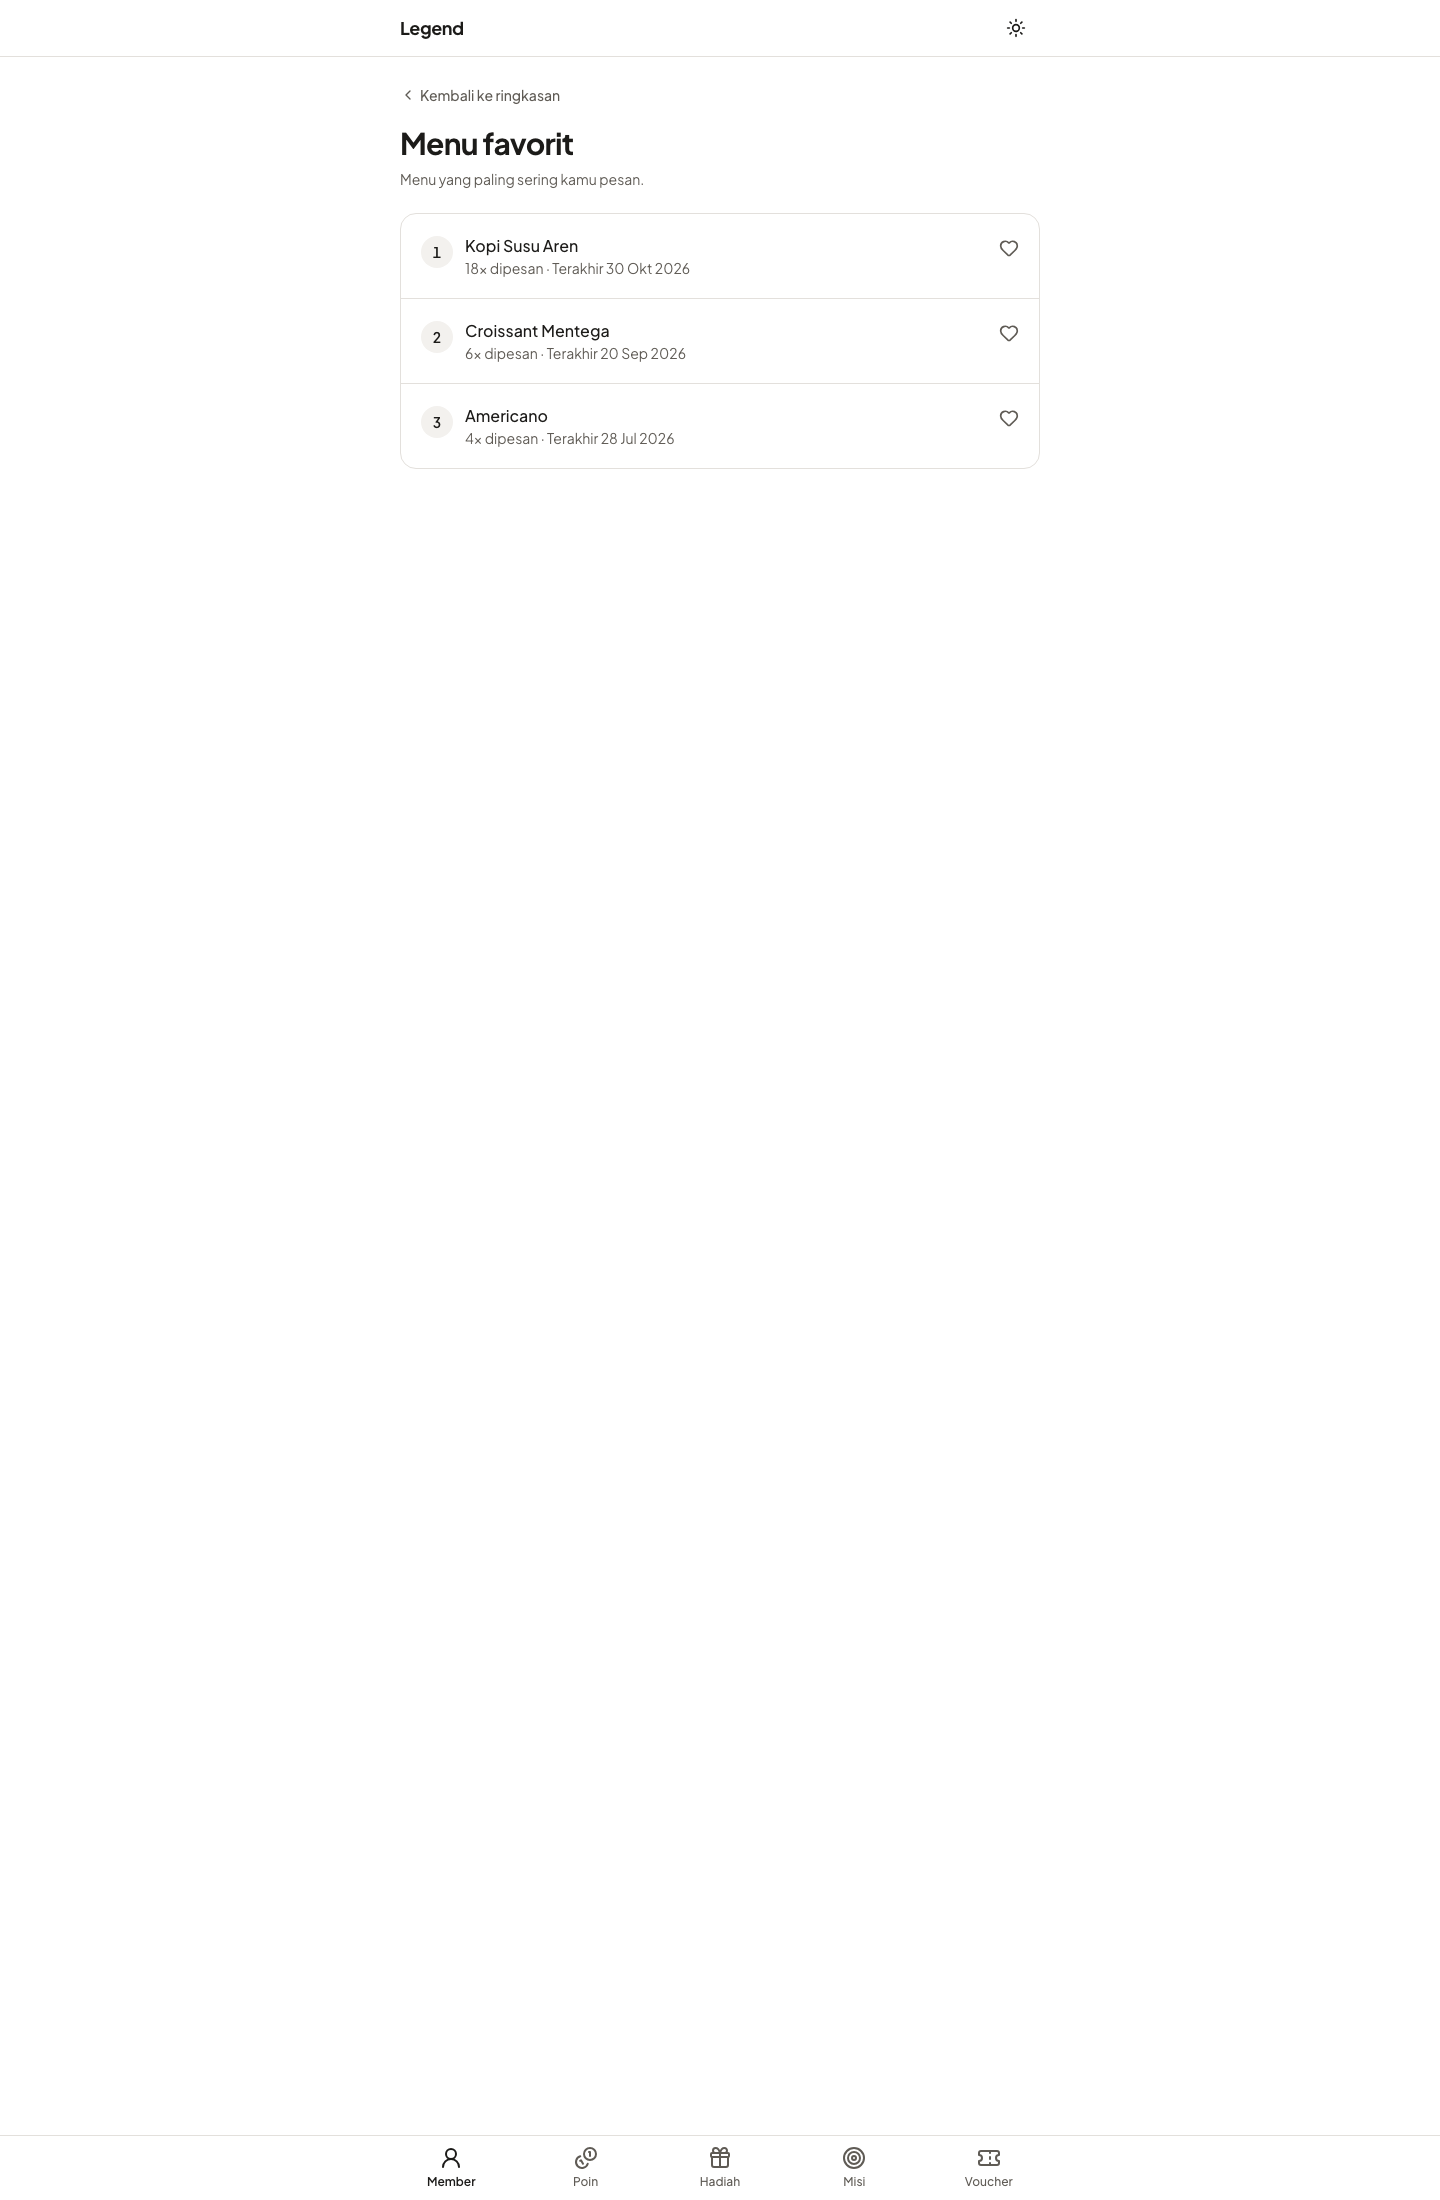 Legend
Kembali ke ringkasan
Menu favorit
Menu yang paling sering kamu pesan.
1
Kopi Susu Aren
18× dipesan · Terakhir 30 Okt 2026
2
Croissant Mentega
6× dipesan · Terakhir 20 Sep 2026
3
Americano
4× dipesan · Terakhir 28 Jul 2026
Member
Poin
Hadiah
Misi
Voucher